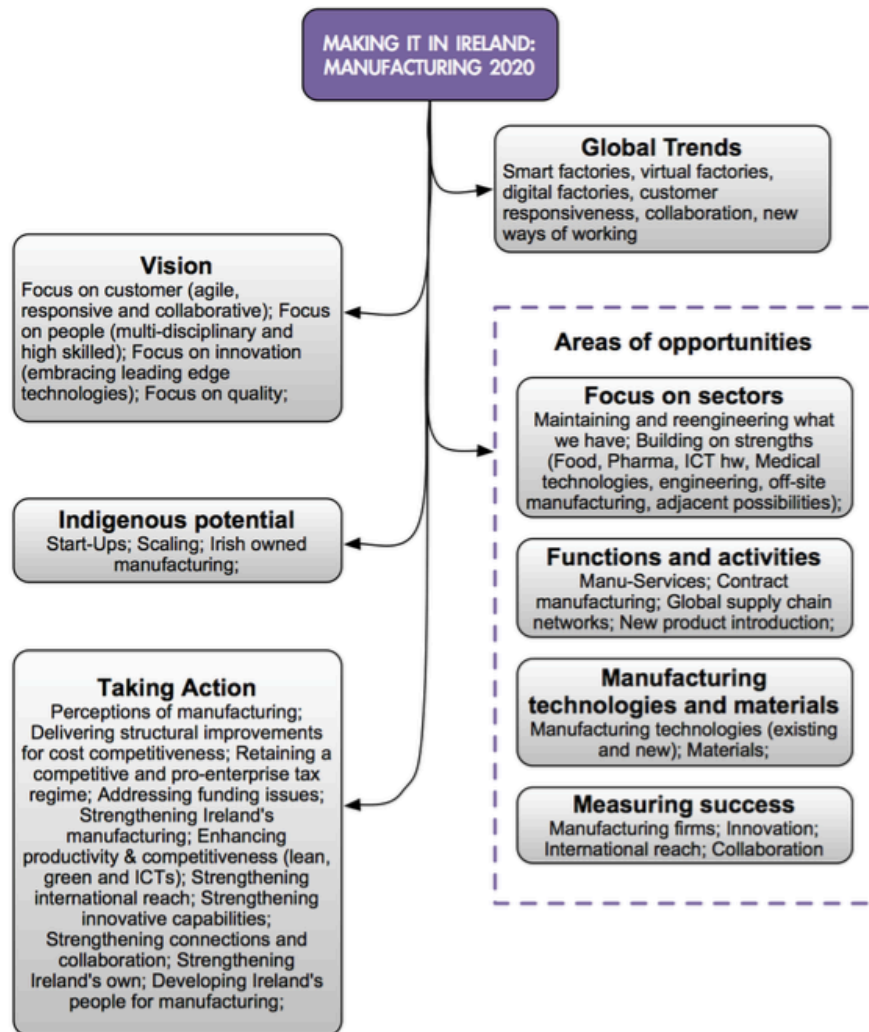 MAKING IT IN IRELAND:
MANUFACTURING 2020
Global Trends
Smart factories, virtual factories,
digital factories, customer
responsiveness, collaboration, new
ways of working
Vision
Focus on customer (agile,
responsive and collaborative); Focus
on people (multi-disciplinary and
high skilled); Focus on innovation
(embracing leading edge
technologies); Focus on quality;
Areas of opportunities
Focus on sectors
Maintaining and reengineering what
we have; Building on strengths
(Food, Pharma, ICT hw, Medical
technologies, engineering, off-site
manufacturing, adjacent possibilities);
Indigenous potential
Start-Ups; Scaling; Irish owned
manufacturing;
Functions and activities
Manu-Services; Contract
manufacturing; Global supply chain
networks; New product introduction;
Taking Action
Perceptions of manufacturing;
Delivering structural improvements
for cost competitiveness; Retaining a
competitive and pro-enterprise tax
regime; Addressing funding issues;
Strengthening Ireland's
manufacturing; Enhancing
productivity & competitiveness (lean,
green and ICTs); Strengthening
international reach; Strengthening
innovative capabilities;
Strengthening connections and
collaboration; Strengthening
Ireland's own; Developing Ireland's
people for manufacturing;
Manufacturing
technologies and materials
Manufacturing technologies (existing
and new); Materials;
Measuring success
Manufacturing firms; Innovation;
International reach; Collaboration